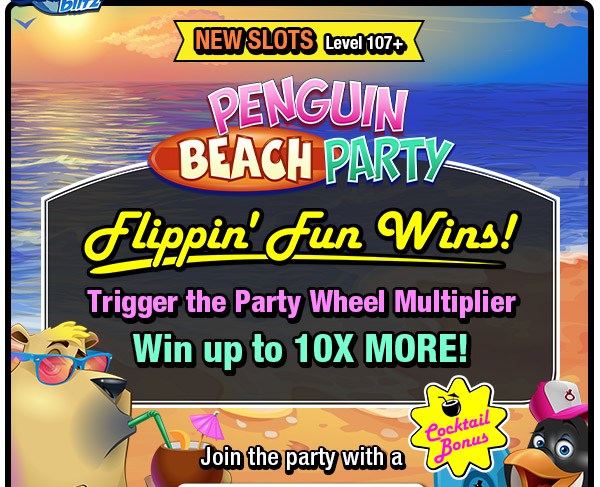 blitz
NEW SLOTS Level 107+
PENGUIN
BEACH PARTY
Flippin' Fun Wins!
Trigger the Party Wheel Multiplier
Win up to 10X MORE!
Cocktail
Bonus
Join the party with a